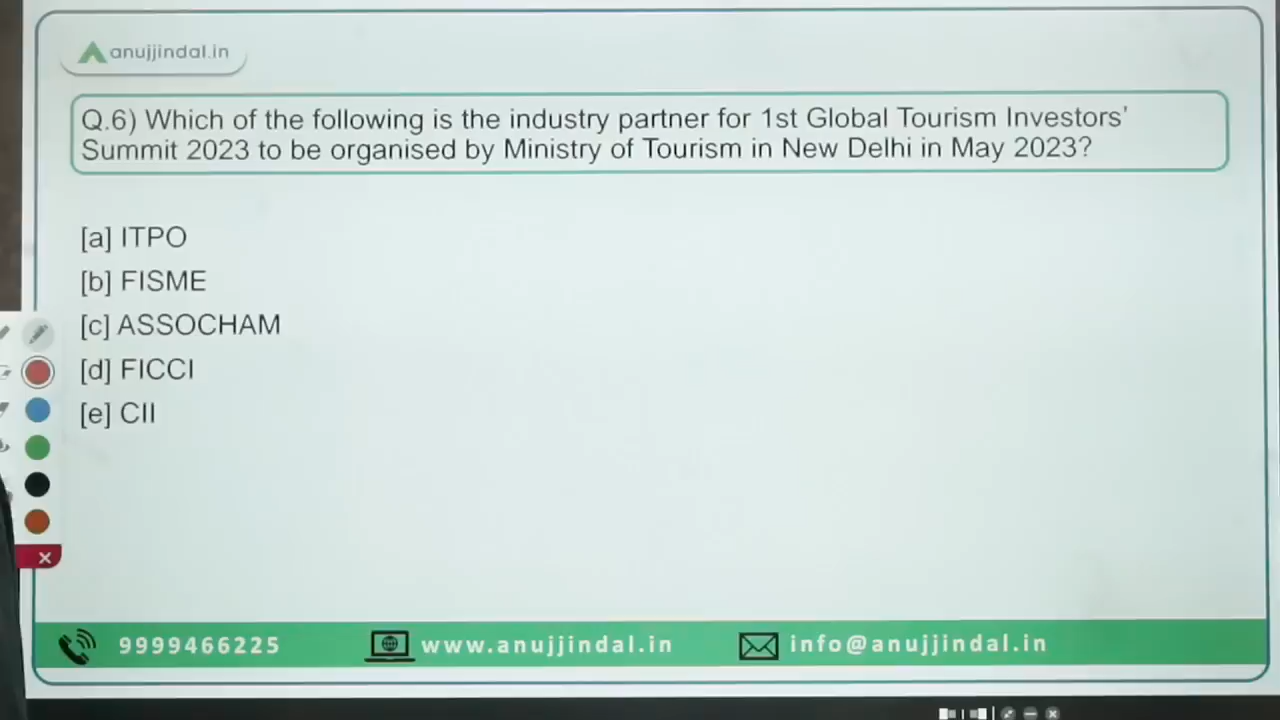 anujjindal.in
Q.6) Which of the following is the industry partner for 1st Global Tourism Investors'
Summit 2023 to be organised by Ministry of Tourism in New Delhi in May 2023?
[a] ITPO
[b] FISME
[c] ASSOCHAM
[d] FICCI
[e] CII
9999466225
www.anujjindal.in
info@anujjindal.in